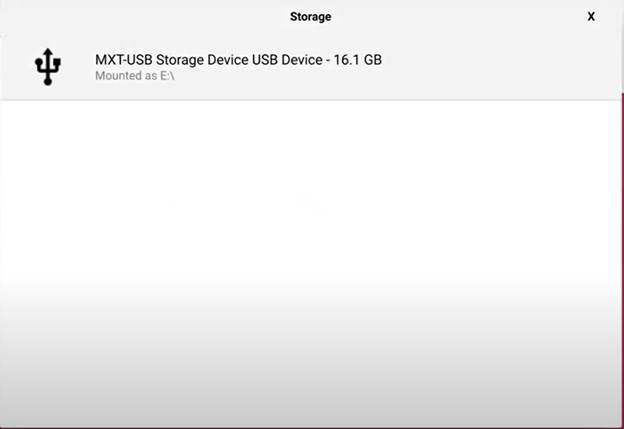 Storage
X
MXT-USB Storage Device USB Device - 16.1 GB
Mounted as E:\